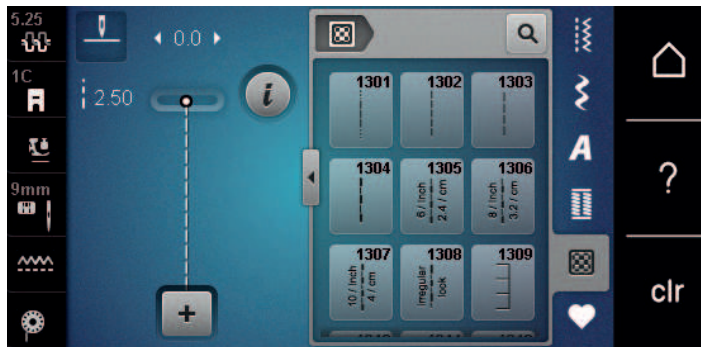 5.25
1C
9mm
0.0
2.50
i
+
1301
1302
1303
1304
1305
6 / Inch
2.4 / cm
1306
8 / Inch
3.2 / cm
1307
10 / Inch
4 / cm
1308
irregular
look
1309
A
?
clr